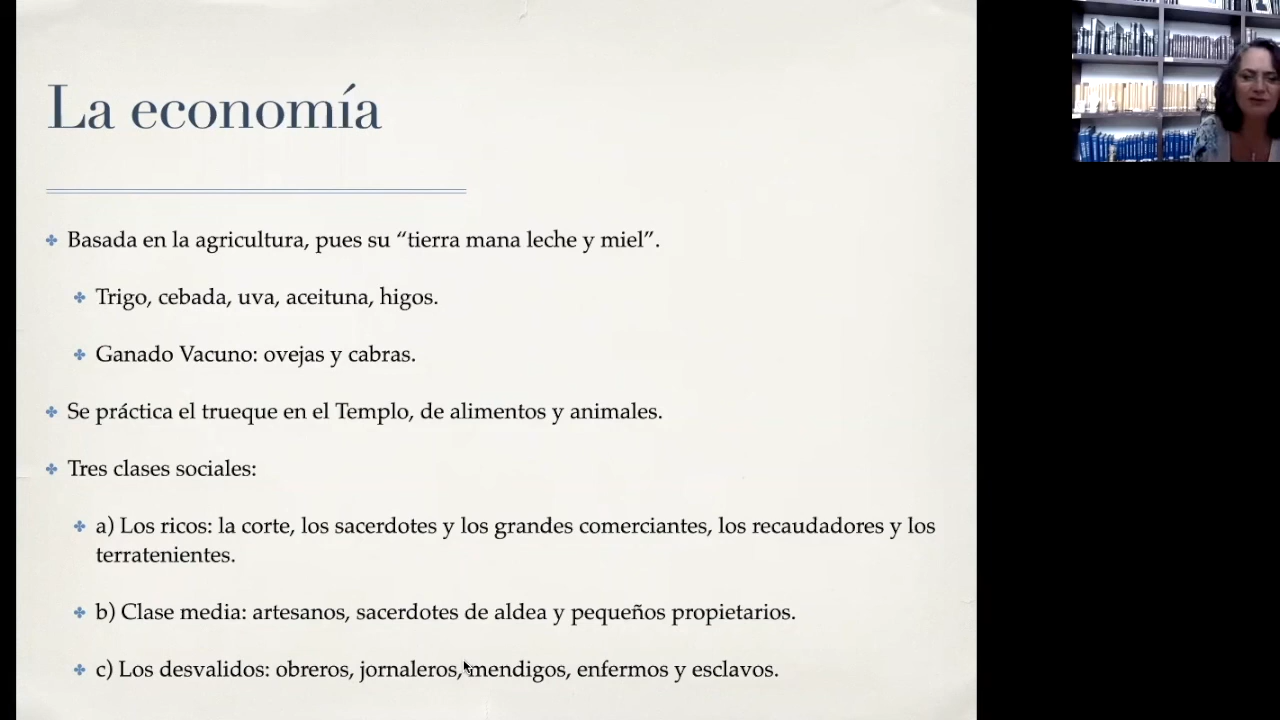 La economía
Basada en la agricultura, pues su “tierra mana leche y miel”.
Trigo, cebada, uva, aceituna, higos.
Ganado Vacuno: ovejas y cabras.
Se práctica el trueque en el Templo, de alimentos y animales.
Tres clases sociales:
a) Los ricos: la corte, los sacerdotes y los grandes comerciantes, los recaudadores y los
terratenientes.
b) Clase media: artesanos, sacerdotes de aldea y pequeños propietarios.
c) Los desvalidos: obreros, jornaleros, mendigos, enfermos y esclavos.